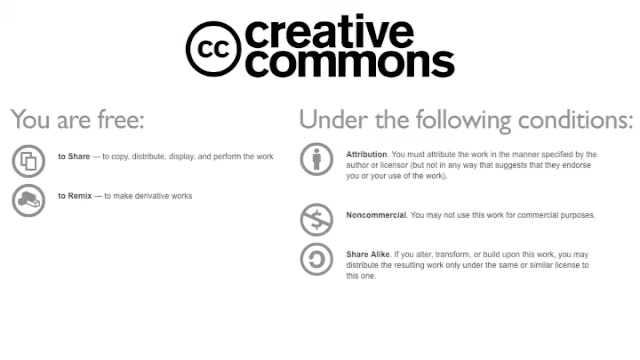 cc creative
commons
You are free:
to Share — to copy, distribute, display, and perform the work
to Remix — to make derivative works
Under the following conditions:
Attribution. You must attribute the work in the manner specified by the
author or licensor (but not in any way that suggests that they endorse
you or your use of the work).
Noncommercial. You may not use this work for commercial purposes.
Share Alike. If you alter, transform, or build upon this work, you may
distribute the resulting work only under the same or similar license to
this one.